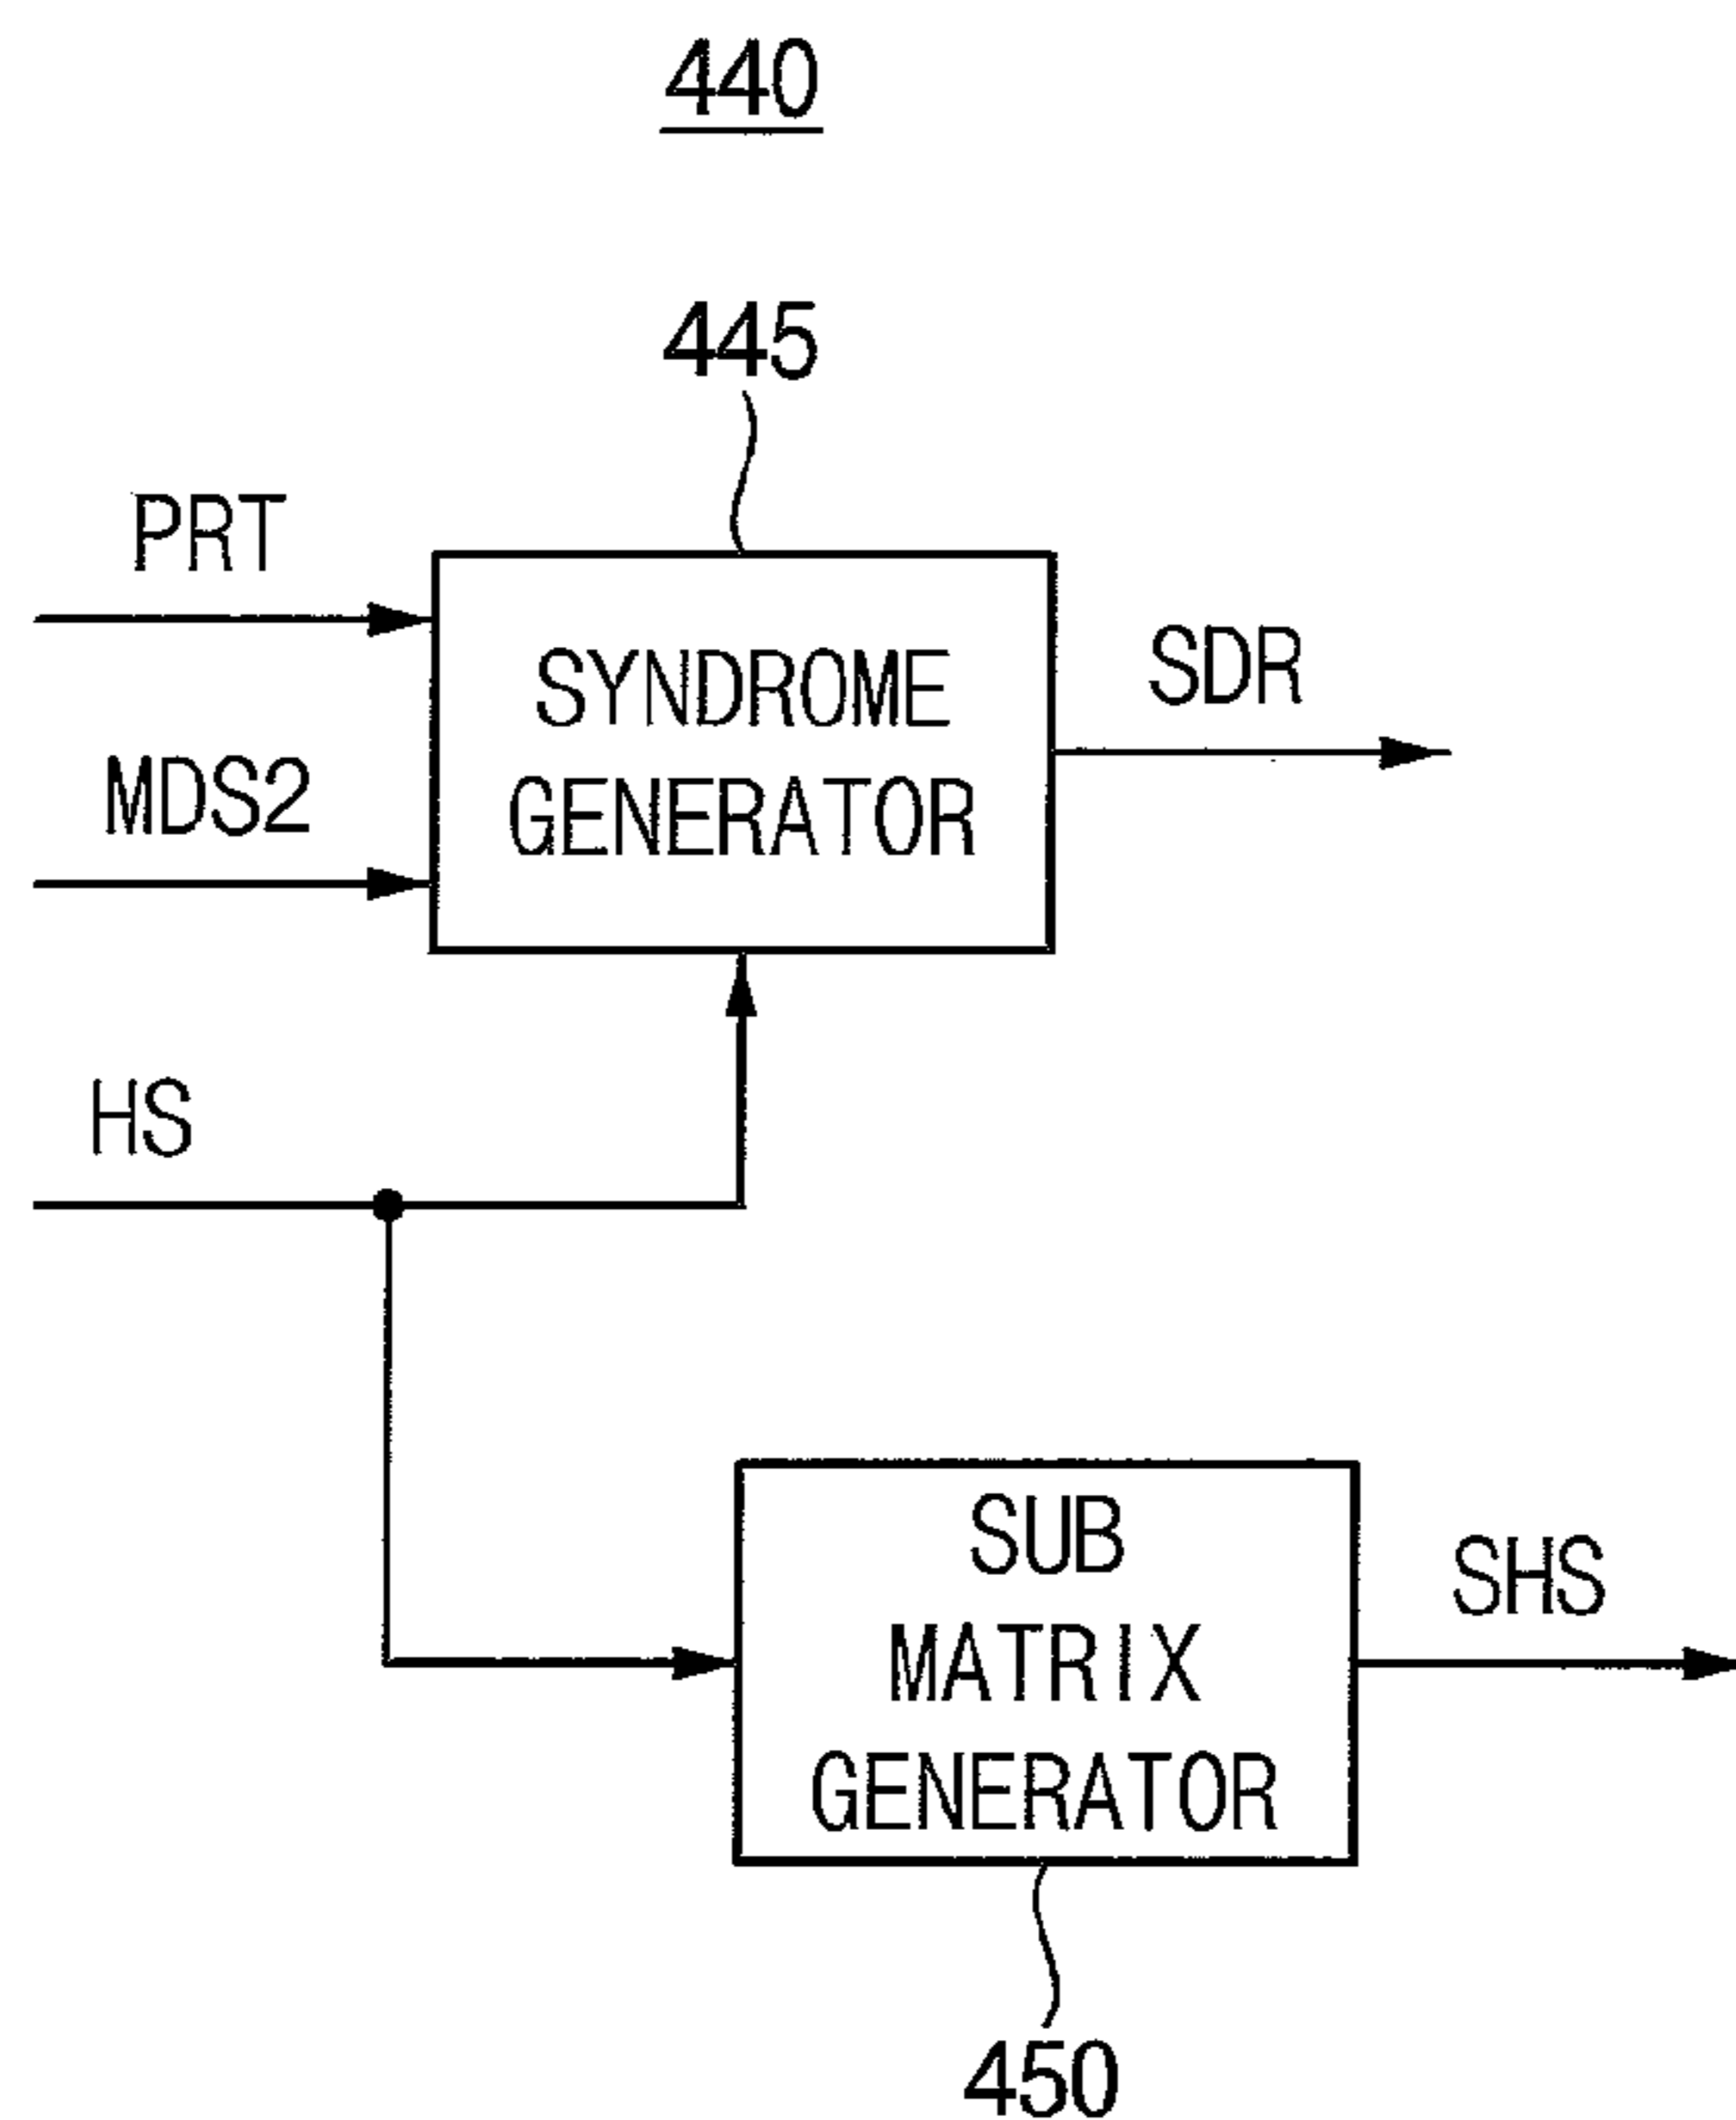 440
445
PRT
SYNDROME
GENERATOR
SDR
MDS2
HS
SUB
MATRIX
GENERATOR
SHS
450